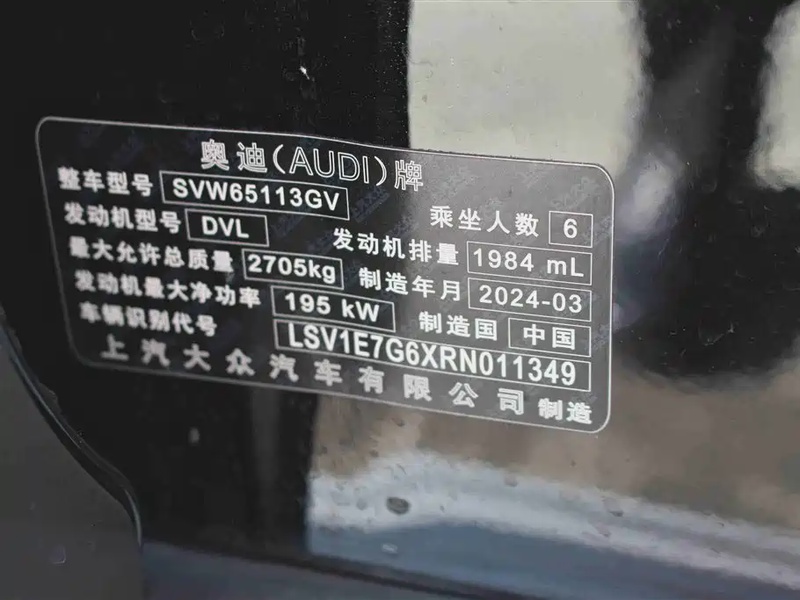 奥迪(AUDI)牌
整车型号 SVW65113GV 乘坐人数 6
发动机型号 DVL 发动机排量 1984 mL
最大允许总质量 2705kg 制造年月 2024-03
发动机最大净功率 195 kW 制造国 中国
车辆识别代号 LSV1E7G6XRN011349
上汽大众汽车有限公司 制造